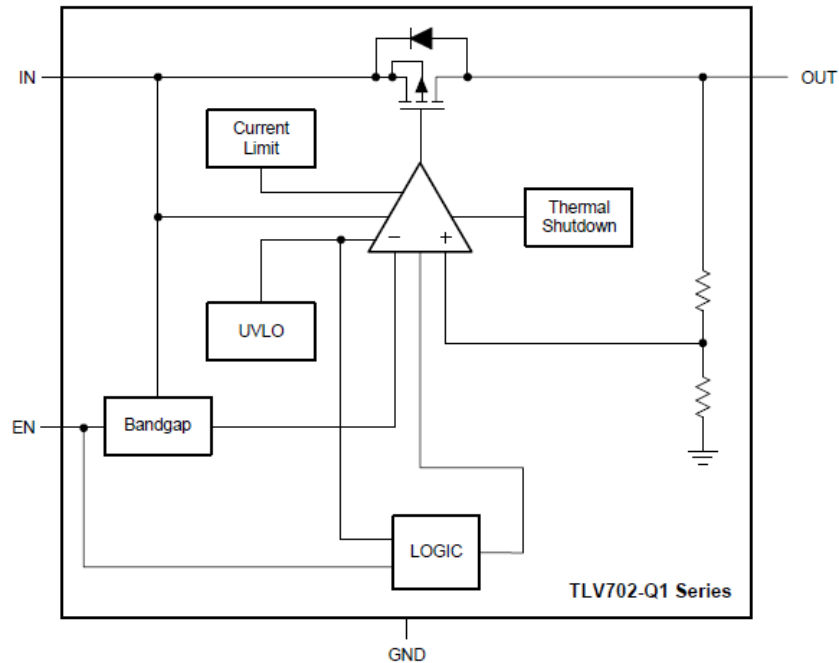 IN
OUT
Current
Limit
Thermal
Shutdown
−
+
UVLO
EN
Bandgap
LOGIC
TLV702-Q1 Series
GND